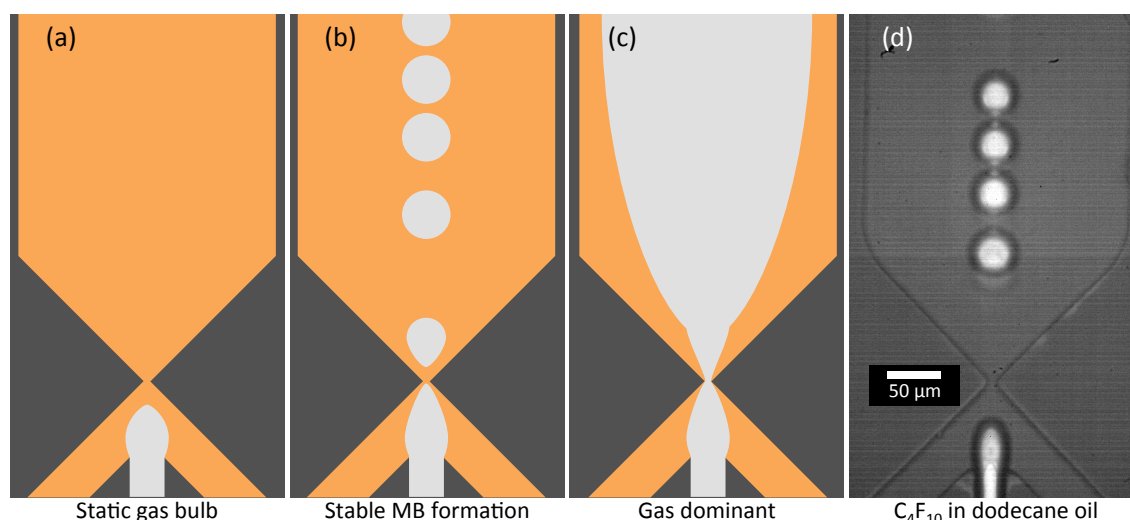 (a)
(b)
(c)
(d)
50 µm
Static gas bulb
Stable MB formation
Gas dominant
C₄F₁₀ in dodecane oil